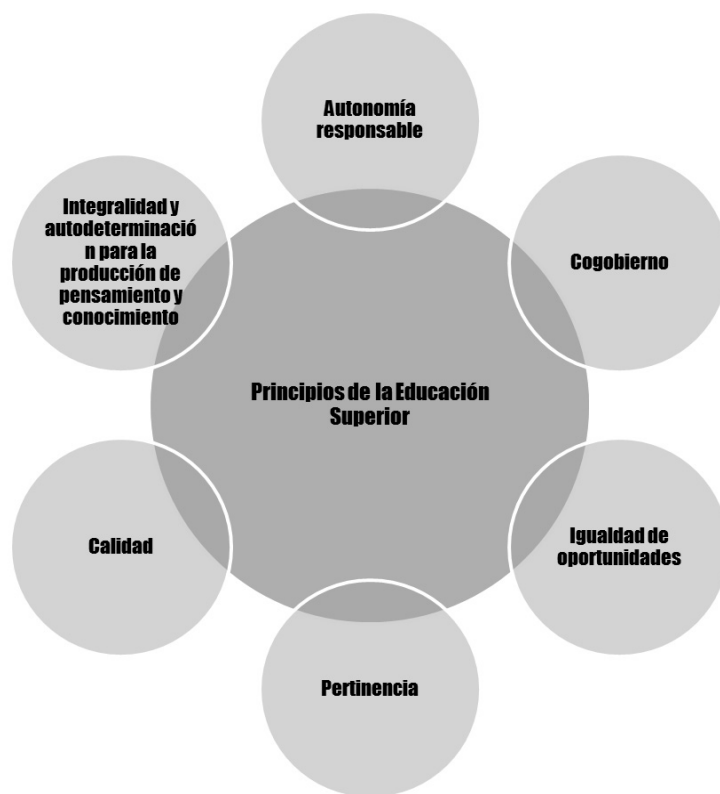 Autonomía
responsable
Integralidad y
autodeterminació
n para la
producción de
pensamiento y
conocimiento
Cogobierno
Principios de la Educación
Superior
Calidad
Igualdad de
oportunidades
Pertinencia